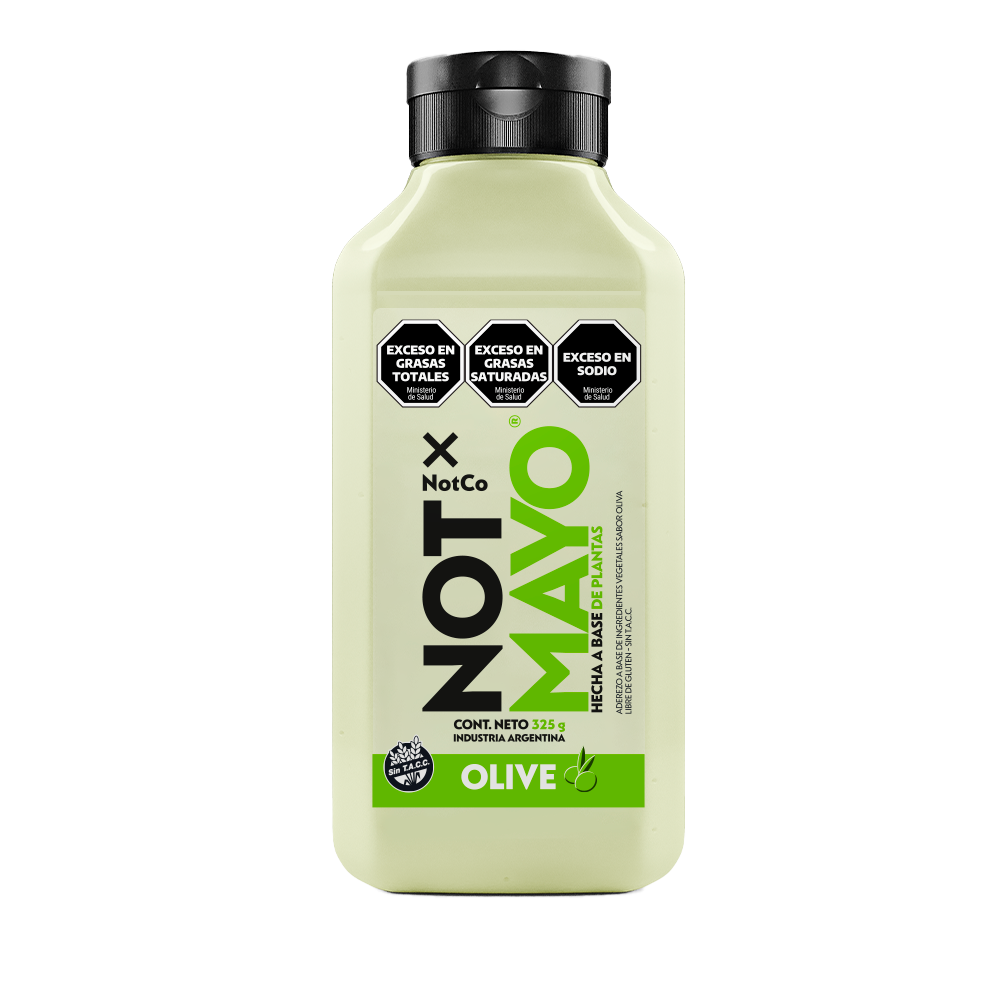 EXCESO EN
GRASAS
TOTALES
Ministerio
de Salud
EXCESO EN
GRASAS
SATURADAS
Ministerio
de Salud
EXCESO EN
SODIO
Ministerio
de Salud
NotCo
NOT
MAYO®
HECHA A BASE DE PLANTAS
ADEREZO A BASE DE INGREDIENTES VEGETALES SABOR OLIVA
LIBRE DE GLUTEN - SIN T.A.C.C.
CONT. NETO 325 g
INDUSTRIA ARGENTINA
Sin T.A.C.C.
OLIVE